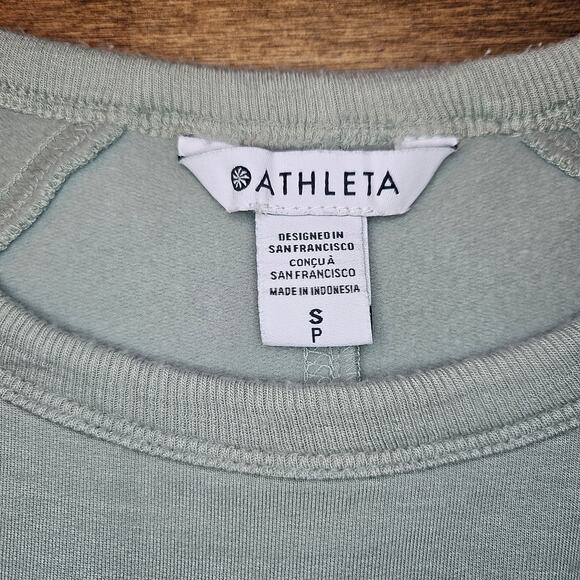 ATHLETA
DESIGNED IN
SAN FRANCISCO
CONÇU À
SAN FRANCISCO
MADE IN INDONESIA
S
P